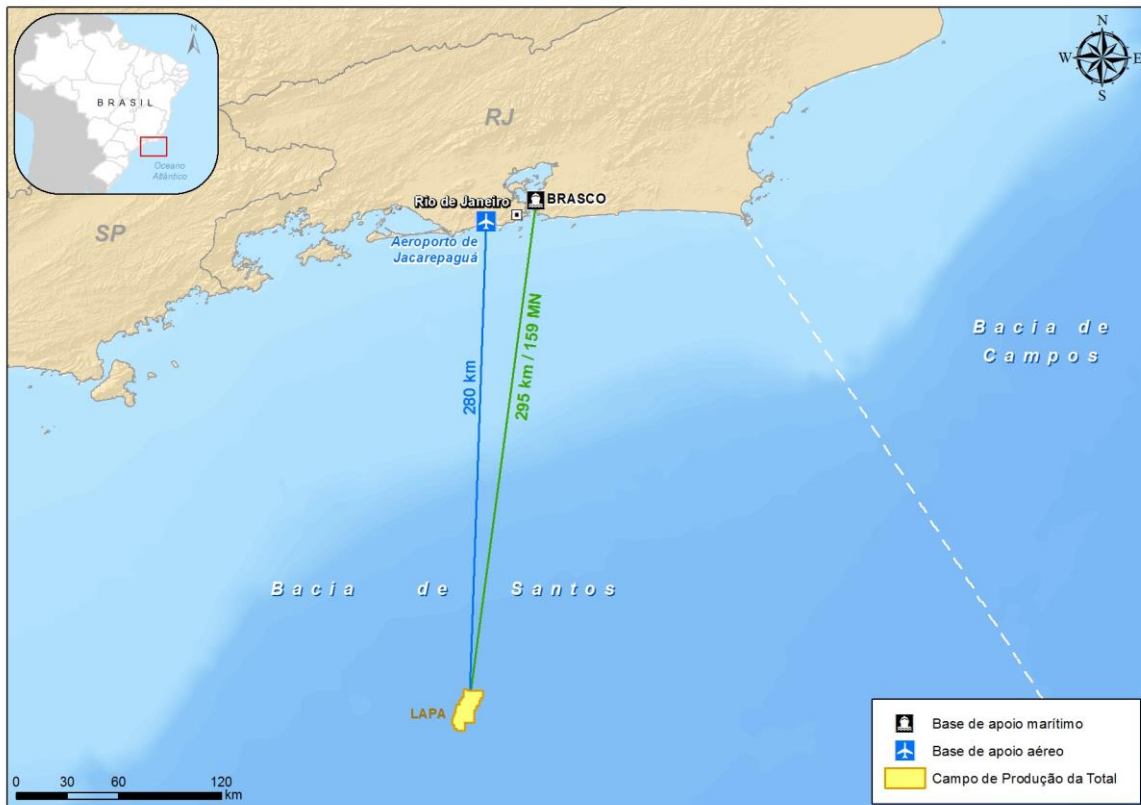 N
BRASIL
Oceano
Atlântico
N
W
E
S
RJ
SP
Rio de Janeiro
BRASCO
Aeroporto de
Jacarepaguá
280 km
295 km / 159 MN
Bacia de
Campos
Bacia de Santos
LAPA
0 30 60 120
km
Base de apoio marítimo
Base de apoio aéreo
Campo de Produção da Total